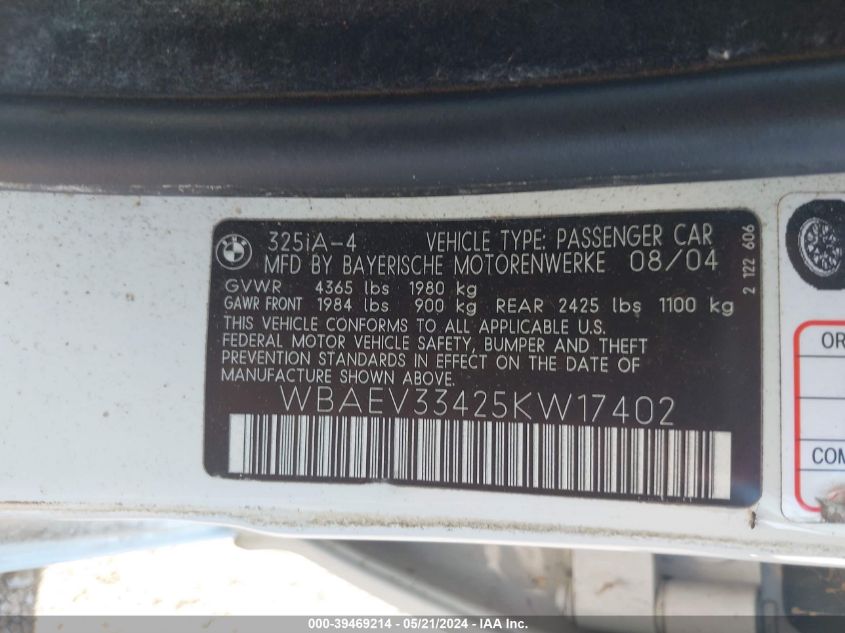 325iA-4 VEHICLE TYPE: PASSENGER CAR
MFD BY BAYERISCHE MOTORENWERKE 08/04
GVWR 4365 lbs 1980 kg
GAWR FRONT 1984 lbs 900 kg REAR 2425 lbs 1100 kg
THIS VEHICLE CONFORMS TO ALL APPLICABLE U.S.
FEDERAL MOTOR VEHICLE SAFETY, BUMPER AND THEFT
PREVENTION STANDARDS IN EFFECT ON THE DATE OF
MANUFACTURE SHOWN ABOVE.
WBAEV33425KW17402
2 122 606
OR
COM
000-39469214 - 05/21/2024 - IAA Inc.